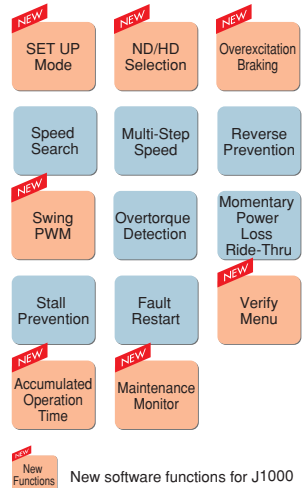 NEW
SET UP
Mode
NEW
ND/HD
Selection
NEW
Overexcitation
Braking
Speed
Search
Multi-Step
Speed
Reverse
Prevention
NEW
Swing
PWM
Overtorque
Detection
Momentary
Power
Loss
Ride-Thru
Stall
Prevention
Fault
Restart
NEW
Verify
Menu
NEW
Accumulated
Operation
Time
NEW
Maintenance
Monitor
NEW
New
Functions
New software functions for J1000